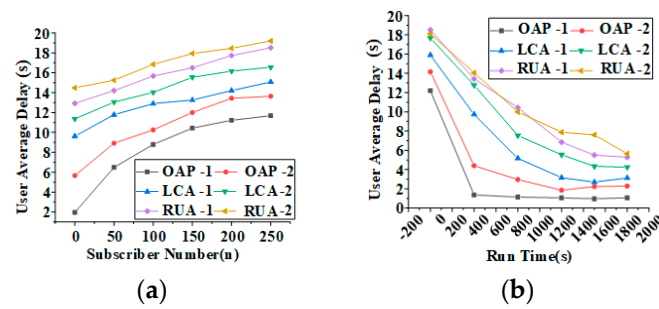 20
18
16
14
12
10
8
6
4
2
User Average Delay (s)
OAP -1 OAP -2
LCA -1 LCA -2
RUA -1 RUA -2
0 50 100 150 200 250
Subscriber Number(n)
(a)
20
18
16
14
12
10
8
6
4
2
0
User Average Delay (s)
OAP -1 OAP -2
LCA -1 LCA -2
RUA -1 RUA -2
-200 0 200 400 600 800 1000 1200 1400 1600 1800 2000
Run Time(s)
(b)